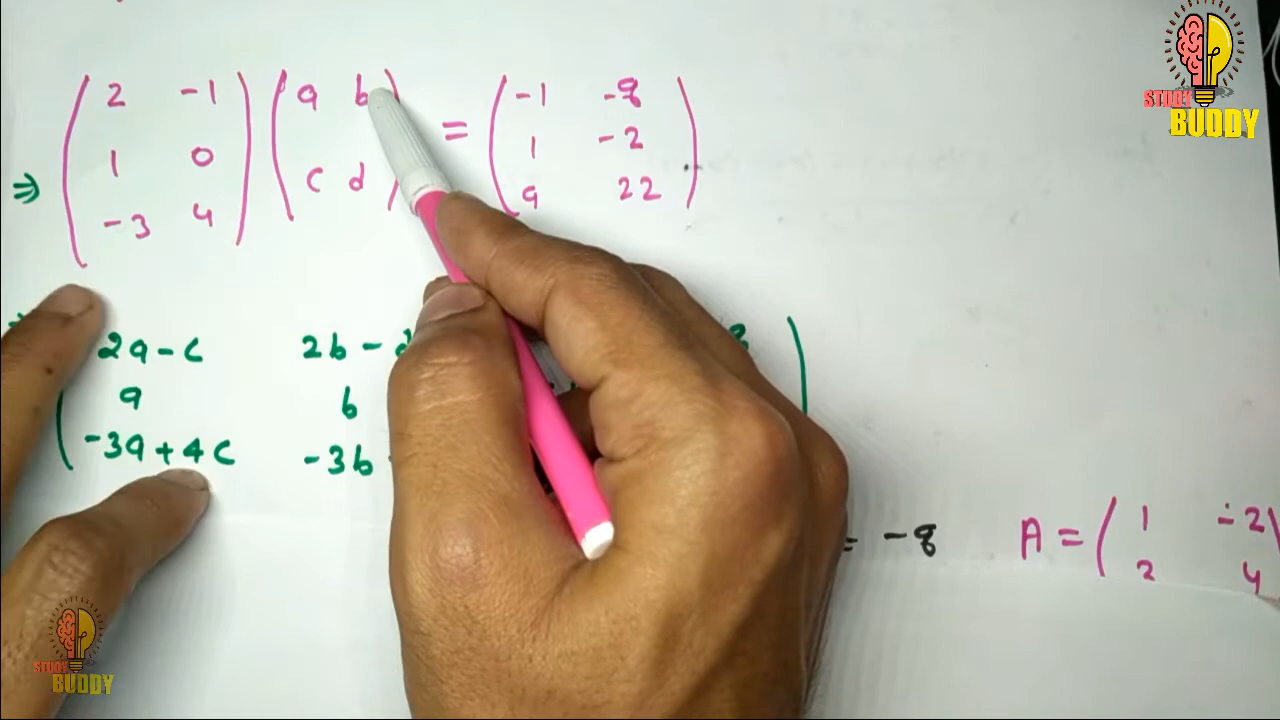 STUDY
BUDDY
⇒ ( 2 -1 ) ( a b ) = ( -1 -8 )
1 0 1 -2
-3 4 c d 9 22
2a-c 2b-d 8
a b
-3a+4c -3b
= -8 A = ( 1 -2 )
2 4
STUDY
BUDDY